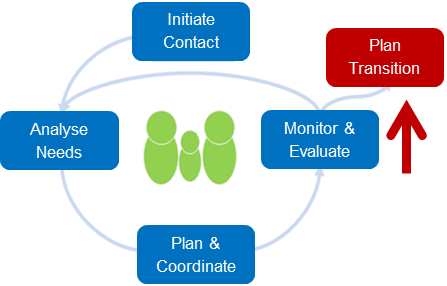 Initiate
Contact
Plan
Transition
Analyse
Needs
Monitor &
Evaluate
Plan &
Coordinate